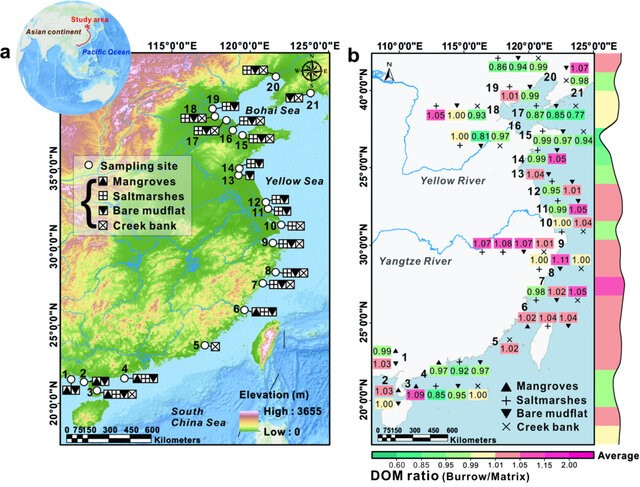 Study area
Asian continent
Pacific Ocean
a
115°0'0"E
120°0'0"E
125°0'0"E
N
20
21
19
18
Bohai Sea
17
16
15
35°0'0"N
30°0'0"N
25°0'0"N
Sampling site
Mangroves
Saltmarshes
Bare mudflat
Creek bank
14
13
Yellow Sea
12
11
10
9
8
7
6
5
4
1
2
3
South
China Sea
Elevation (m)
High : 3655
Low : 0
0 75 150 300 450 600
Kilometers
b
N
0.86 0.94 0.99
1.07
20
0.98
40°0'0"N
19
21
1.01 0.99
18
1.05 1.00 0.93
17
0.87 0.85 0.77
16
1.00 0.81 0.97
15
0.99 0.97 0.94
14
0.99 1.05
35°0'0"N
13
1.04
Yellow River
12
0.95 1.01
11
0.99 1.05
10
1.00 1.04
30°0'0"N
1.07 1.08 1.07 1.01
9
Yangtze River
1.00 1.11 1.00
8
7
0.98 1.02 1.05
6
25°0'0"N
1.02 1.04 1.04
5
1.02
0.99
1
1.03
4
0.97 0.92 0.97
2
1.03
3
1.09 0.85 0.95 1.00
1.00
20°0'0"N
Mangroves
Saltmarshes
Bare mudflat
Creek bank
0 75 150 300 450 600
Kilometers
110°0'0"E
115°0'0"E
120°0'0"E
Average
0.60 0.85 0.95 0.99 1.01 1.05 1.15 2.00
DOM ratio (Burrow/Matrix)